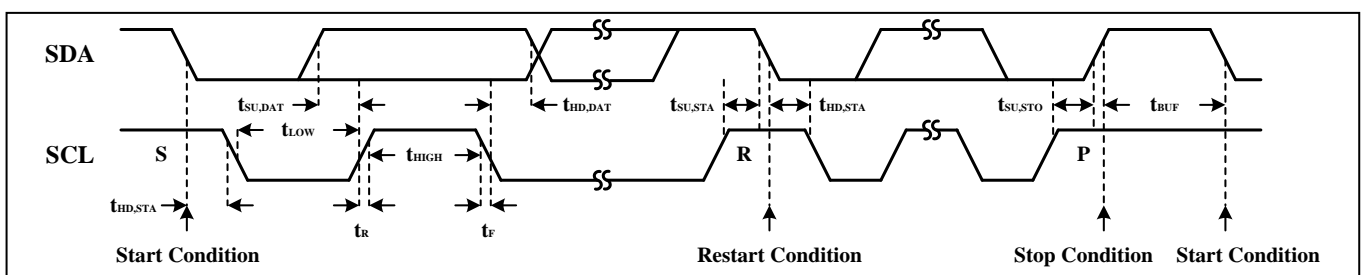 SDA
tSU,DAT
tHD,DAT
tSU,STA
tHD,STA
tSU,STO
tBUF
tLOW
SCL
S
tHIGH
R
P
tHD,STA
tR
tF
Start Condition
Restart Condition
Stop Condition
Start Condition